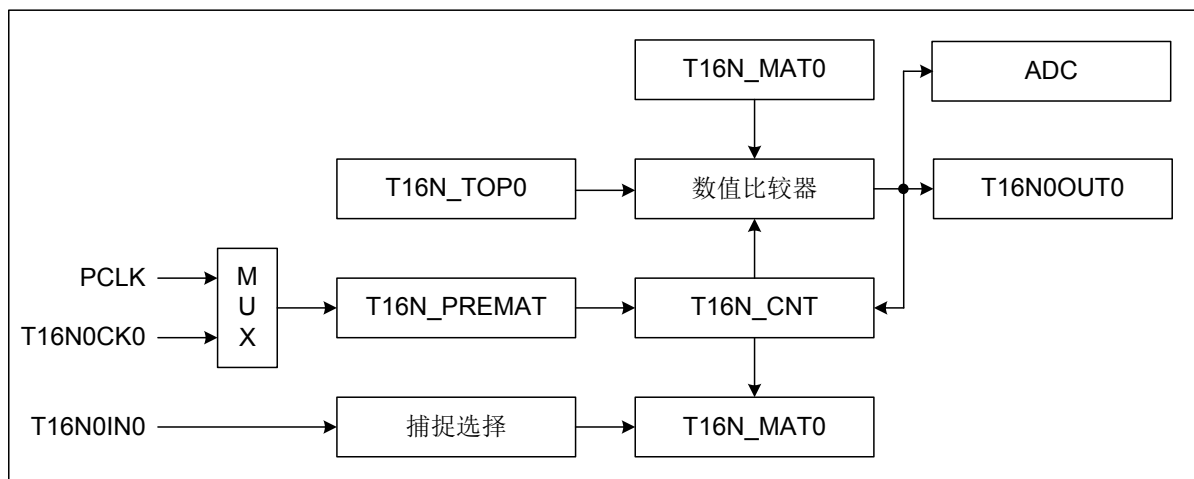 T16N_MAT0
ADC
T16N_TOP0
数值比较器
T16N0OUT0
PCLK
M
U
X
T16N_PREMAT
T16N_CNT
T16N0CK0
T16N0IN0
捕捉选择
T16N_MAT0